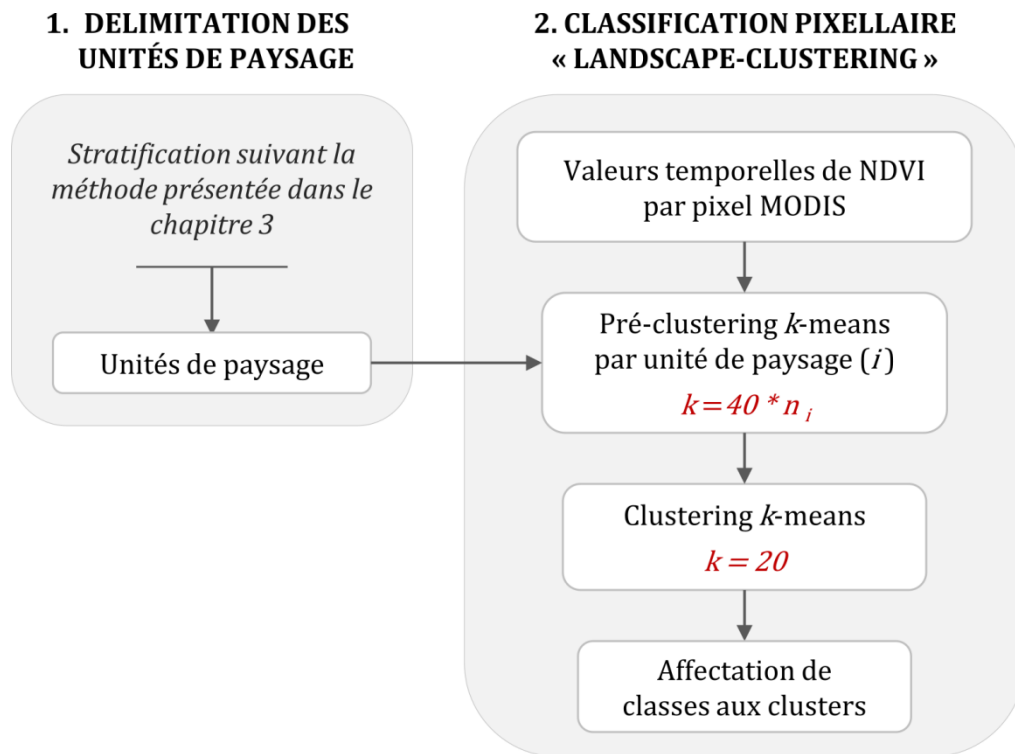 1. DELIMITATION DES
UNITÉS DE PAYSAGE
Stratification suivant la
méthode présentée dans le
chapitre 3
Unités de paysage
2. CLASSIFICATION PIXELLAIRE
« LANDSCAPE-CLUSTERING »
Valeurs temporelles de NDVI
par pixel MODIS
Pré-clustering k-means
par unité de paysage (i)
k=40 * n i
Clustering k-means
k = 20
Affectation de
classes aux clusters